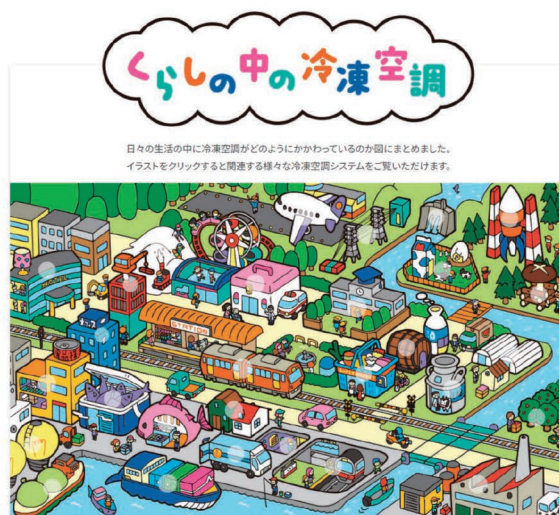 くらしの中の冷凍空調
日々の生活の中に冷凍空調がどのようにかかわっているのか図にまとめました。
イラストをクリックすると関連する様々な冷凍空調システムをご覧いただけます。
HOTEL
STATION